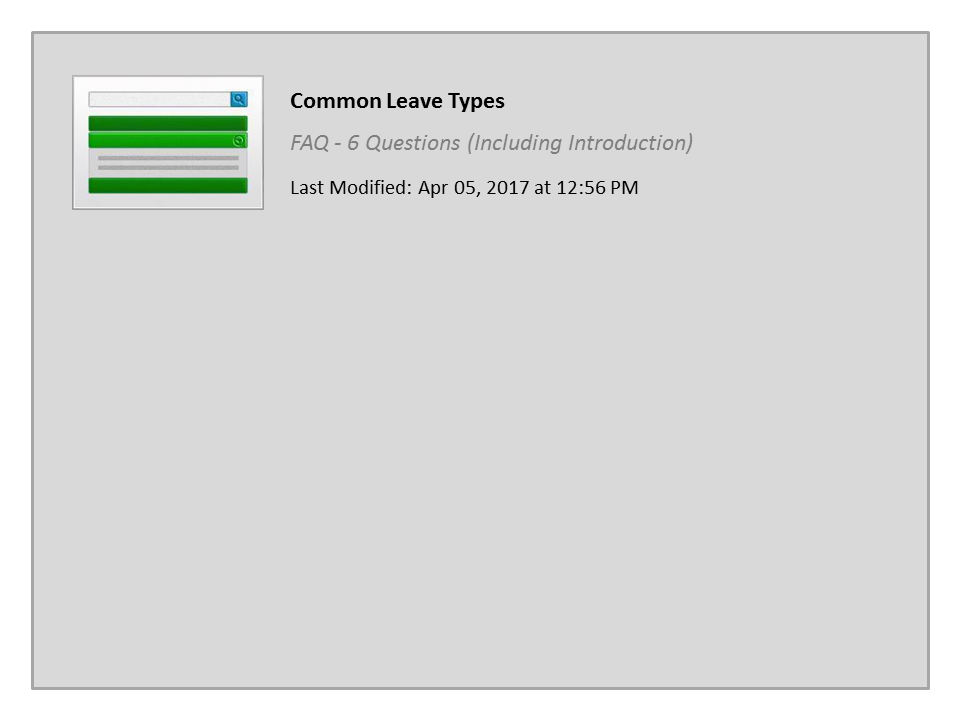 Common Leave Types
FAQ - 6 Questions (Including Introduction)
Last Modified: Apr 05, 2017 at 12:56 PM